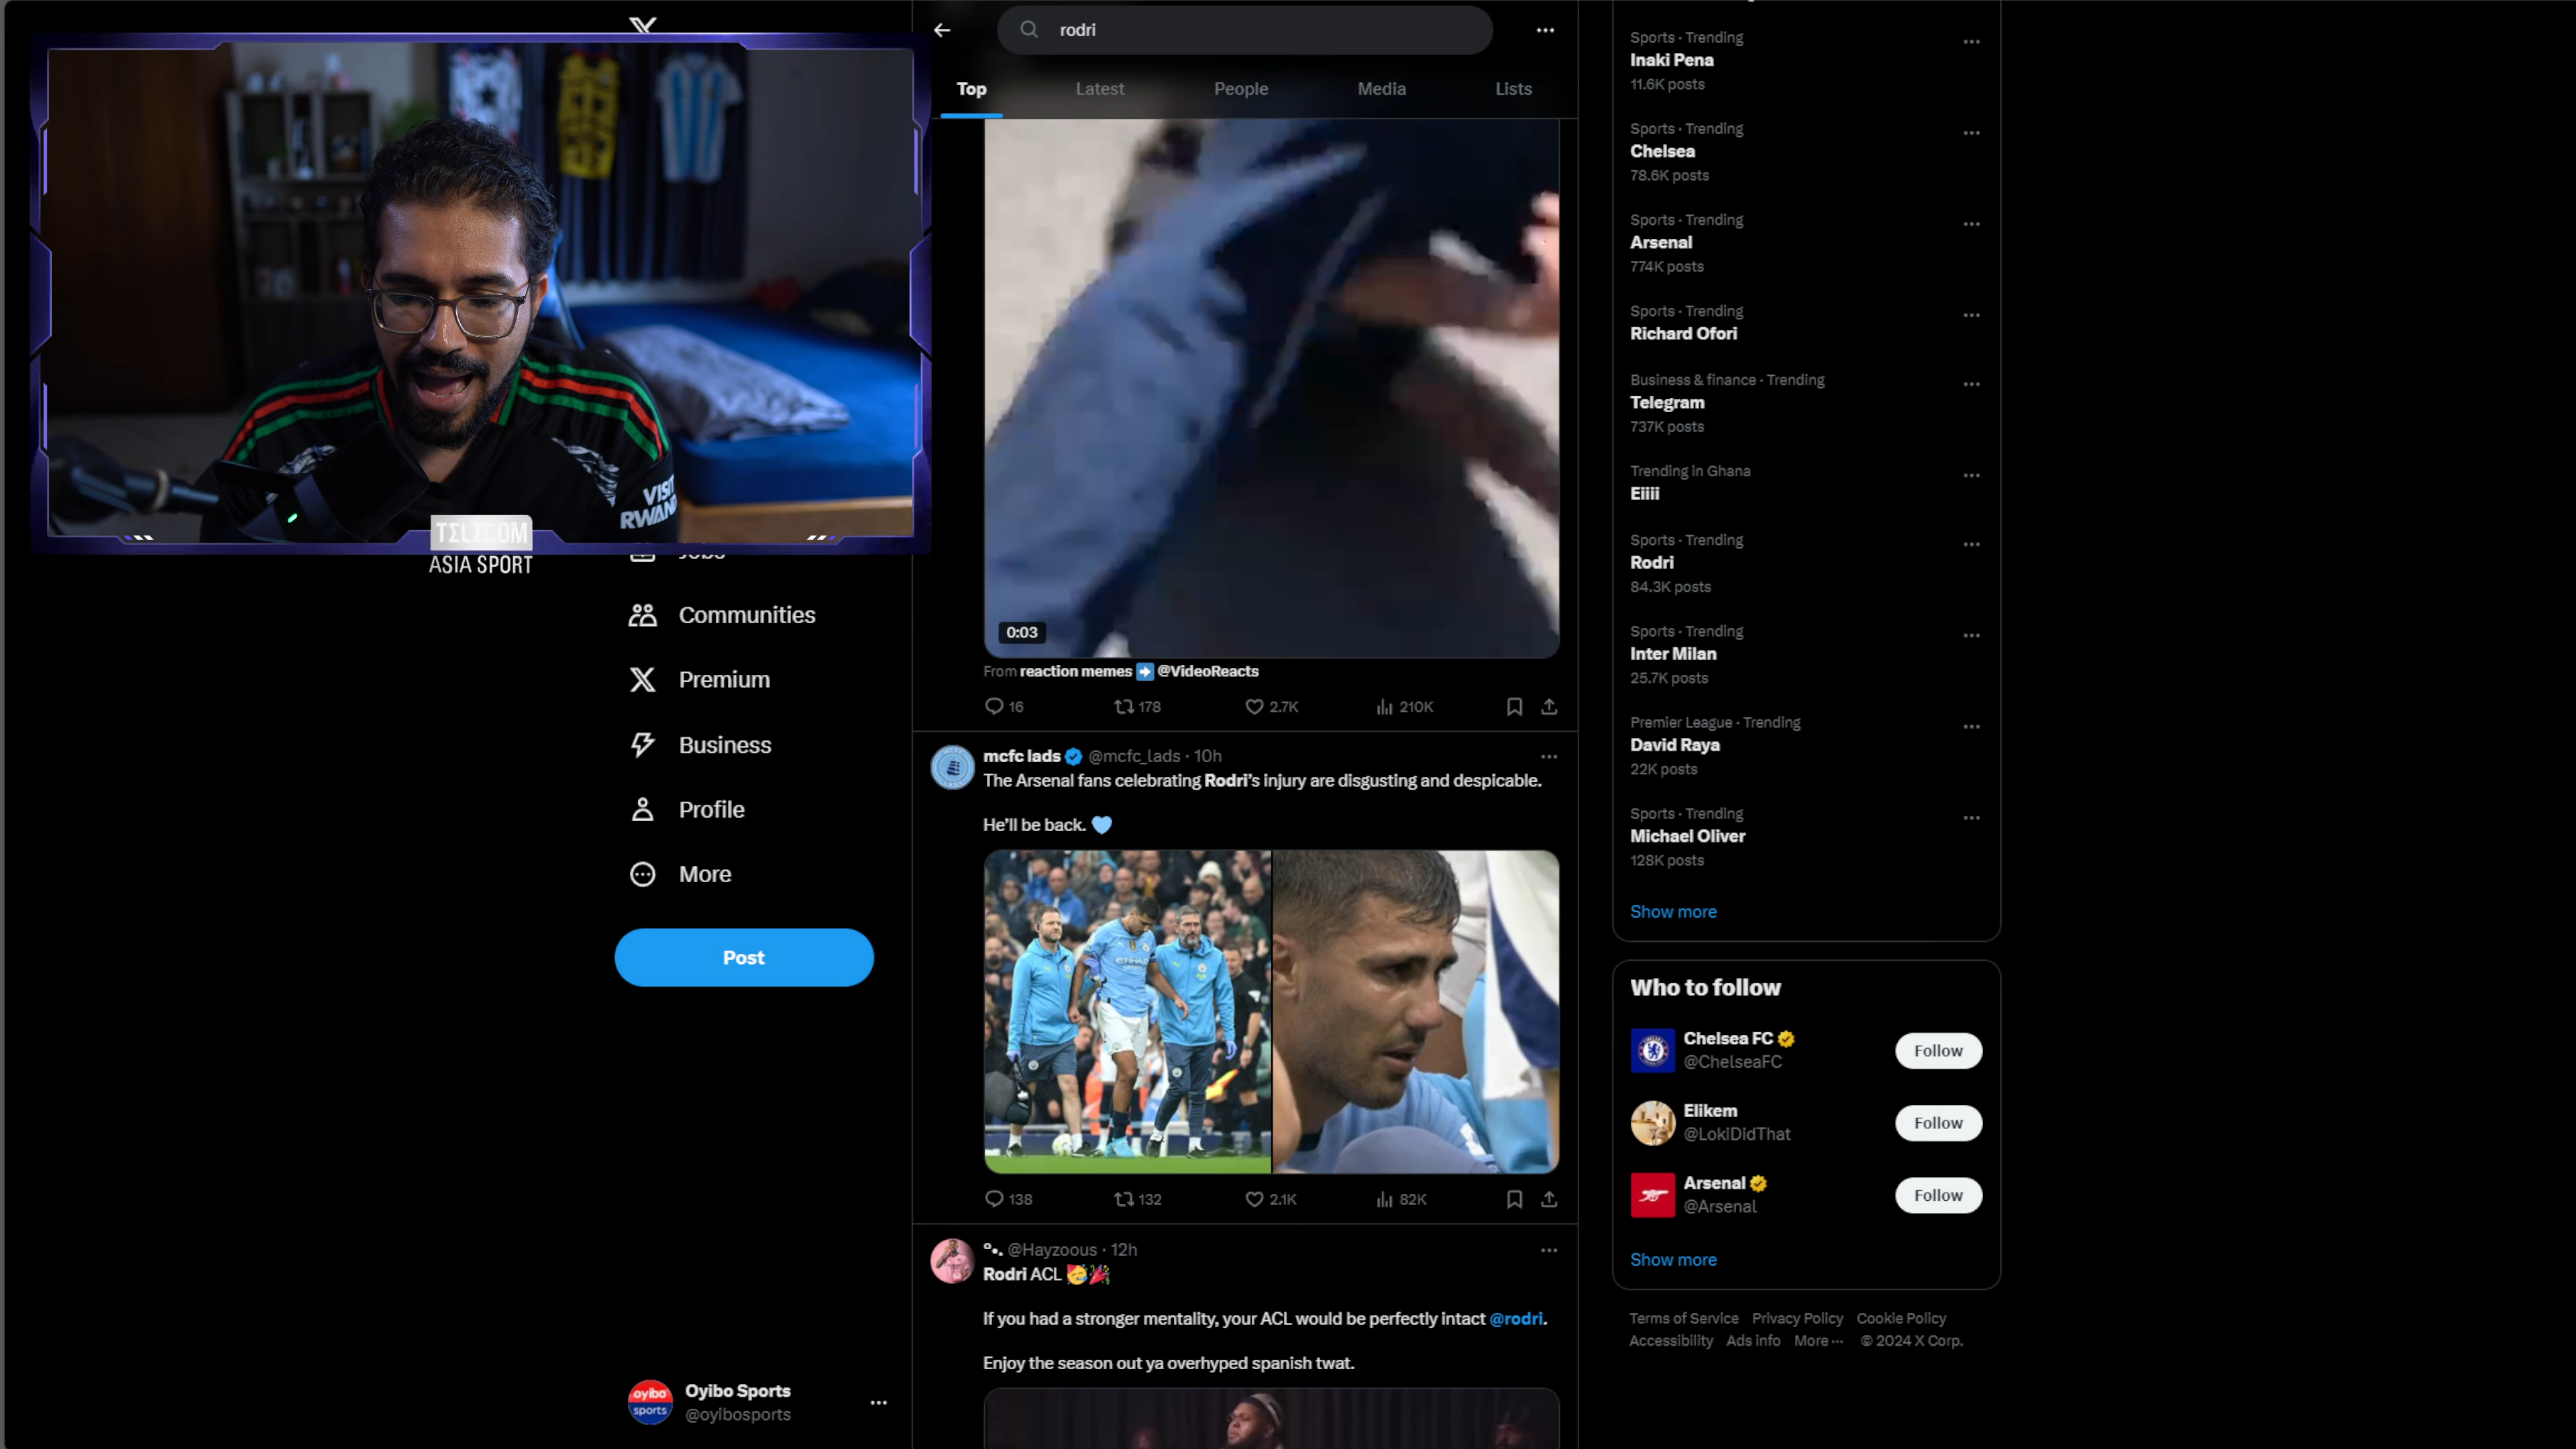 rodri
Top
Latest
People
Media
Lists
VISIT
RWAND
TELECOM
ASIA SPORT
Jobs
Communities
Premium
Business
Profile
More
Post
Oyibo Sports
@oyibosports
oyibo
sports
0:03
From reaction memes ➡️ @VideoReacts
16
178
2.7K
210K
mcfc lads @mcfc_lads · 10h
The Arsenal fans celebrating Rodri's injury are disgusting and despicable.
He'll be back. 🩵
138
132
2.1K
82K
@Hayzoous · 12h
Rodri ACL 🥳🎉
If you had a stronger mentality, your ACL would be perfectly intact @rodri.
Enjoy the season out ya overhyped spanish twat.
Sports · Trending
Inaki Pena
11.6K posts
Sports · Trending
Chelsea
78.6K posts
Sports · Trending
Arsenal
774K posts
Sports · Trending
Richard Ofori
Business & finance · Trending
Telegram
737K posts
Trending in Ghana
Eiiii
Sports · Trending
Rodri
84.3K posts
Sports · Trending
Inter Milan
25.7K posts
Premier League · Trending
David Raya
22K posts
Sports · Trending
Michael Oliver
128K posts
Show more
Who to follow
Chelsea FC
@ChelseaFC
Follow
Elikem
@LokiDidThat
Follow
Arsenal
@Arsenal
Follow
Show more
Terms of Service Privacy Policy Cookie Policy
Accessibility Ads info More ··· © 2024 X Corp.